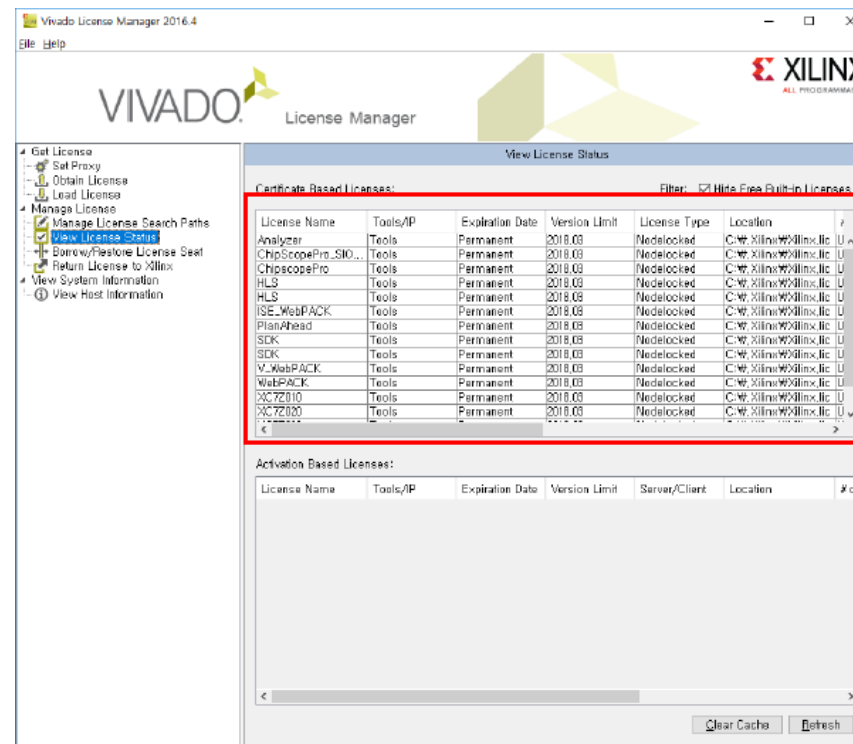 Vivado License Manager 2016.4
File Help
VIVADO. License Manager
XILINX
ALL PROGRAMMA
Get License
Set Proxy
Obtain License
Load License
Manage License
Manage License Search Paths
View License Status
Borrow/Restore License Seat
Return License to Xilinx
View System Information
View Host Information
View License Status
Certificate Based Licenses: Filter: Hide Free Built-in Licenses
License Name Tools/IP Expiration Date Version Limit License Type Location
Analyzer Tools Permanent 2018.03 Nodelocked C:₩.Xilinx₩Xilinx.lic U
ChipScopePro_SIO... Tools Permanent 2018.03 Nodelocked C:₩.Xilinx₩Xilinx.lic U
ChipscopePro Tools Permanent 2018.03 Nodelocked C:₩.Xilinx₩Xilinx.lic U
HLS Tools Permanent 2018.03 Nodelocked C:₩.Xilinx₩Xilinx.lic U
HLS Tools Permanent 2018.03 Nodelocked C:₩.Xilinx₩Xilinx.lic U
ISE_WebPACK Tools Permanent 2018.03 Nodelocked C:₩.Xilinx₩Xilinx.lic U
PlanAhead Tools Permanent 2018.03 Nodelocked C:₩.Xilinx₩Xilinx.lic U
SDK Tools Permanent 2018.03 Nodelocked C:₩.Xilinx₩Xilinx.lic U
SDK Tools Permanent 2018.03 Nodelocked C:₩.Xilinx₩Xilinx.lic U
V_WebPACK Tools Permanent 2018.03 Nodelocked C:₩.Xilinx₩Xilinx.lic U
WebPACK Tools Permanent 2018.03 Nodelocked C:₩.Xilinx₩Xilinx.lic U
XC7Z010 Tools Permanent 2018.03 Nodelocked C:₩.Xilinx₩Xilinx.lic U
XC7Z020 Tools Permanent 2018.03 Nodelocked C:₩.Xilinx₩Xilinx.lic U
Activation Based Licenses:
License Name Tools/IP Expiration Date Version Limit Server/Client Location
Clear Cache Refresh